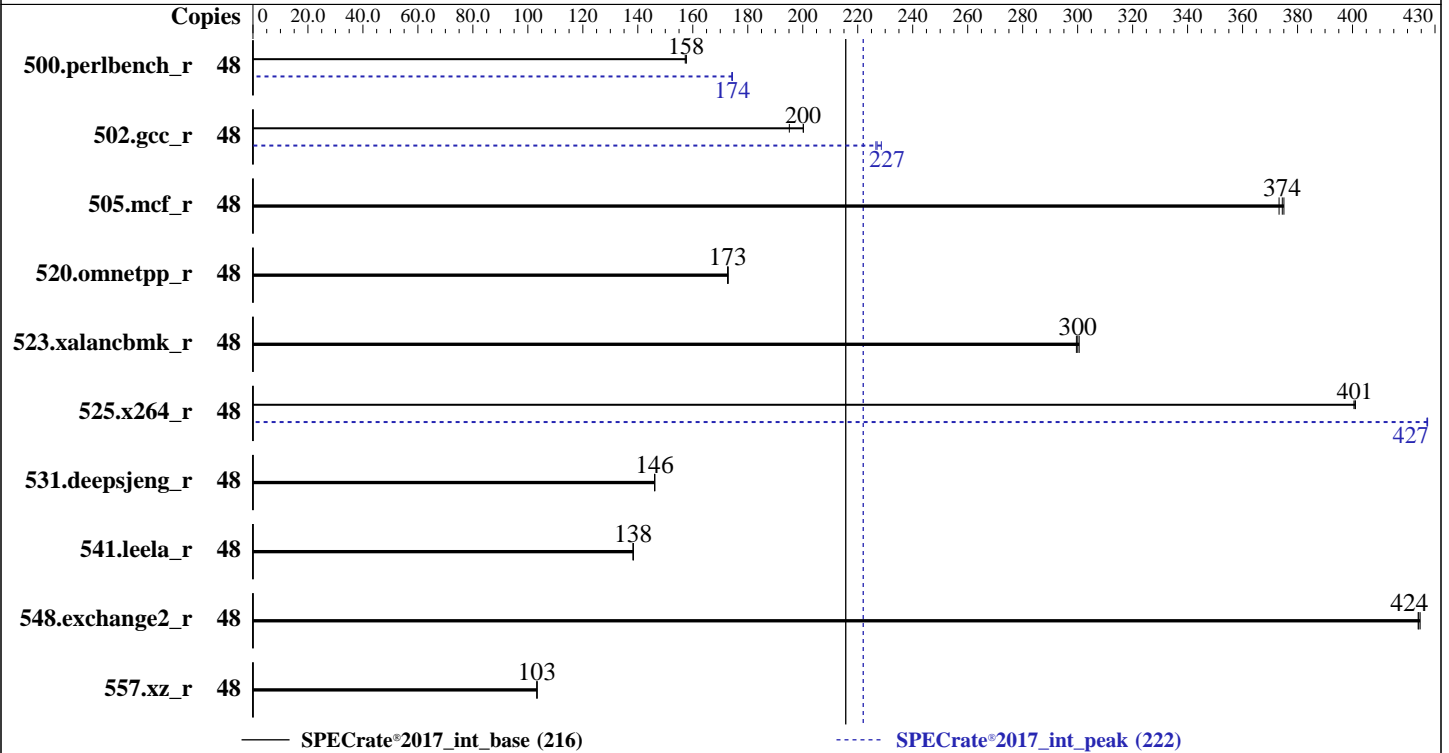 Copies 0 20.0 40.0 60.0 80.0 100 120 140 160 180 200 220 240 260 280 300 320 340 360 380 400 430
158
500.perlbench_r 48
174
200
502.gcc_r 48
227
374
505.mcf_r 48
173
520.omnetpp_r 48
300
523.xalancbmk_r 48
401
525.x264_r 48
427
146
531.deepsjeng_r 48
138
541.leela_r 48
424
548.exchange2_r 48
103
557.xz_r 48
SPECrate®2017_int_base (216) SPECrate®2017_int_peak (222)